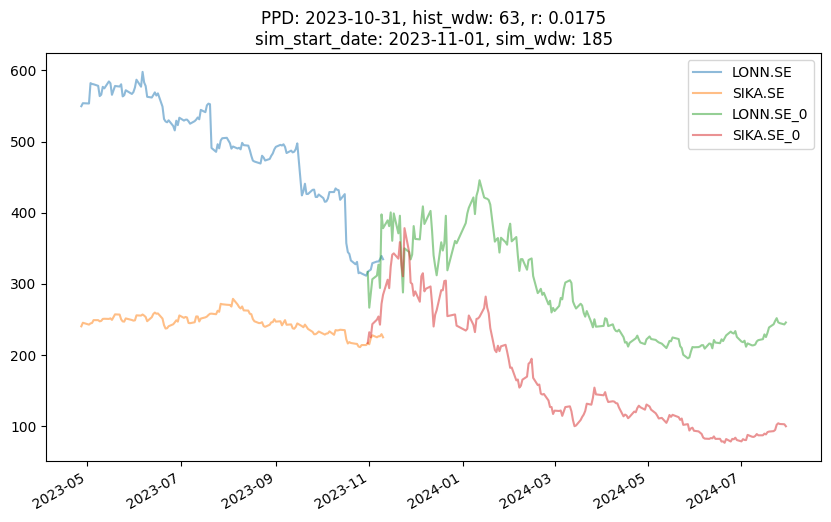 PPD: 2023-10-31, hist_wdw: 63, r: 0.0175
sim_start_date: 2023-11-01, sim_wdw: 185
LONN.SE
SIKA.SE
LONN.SE_0
SIKA.SE_0
600
500
400
300
200
100
2023-05
2023-07
2023-09
2023-11
2024-01
2024-03
2024-05
2024-07